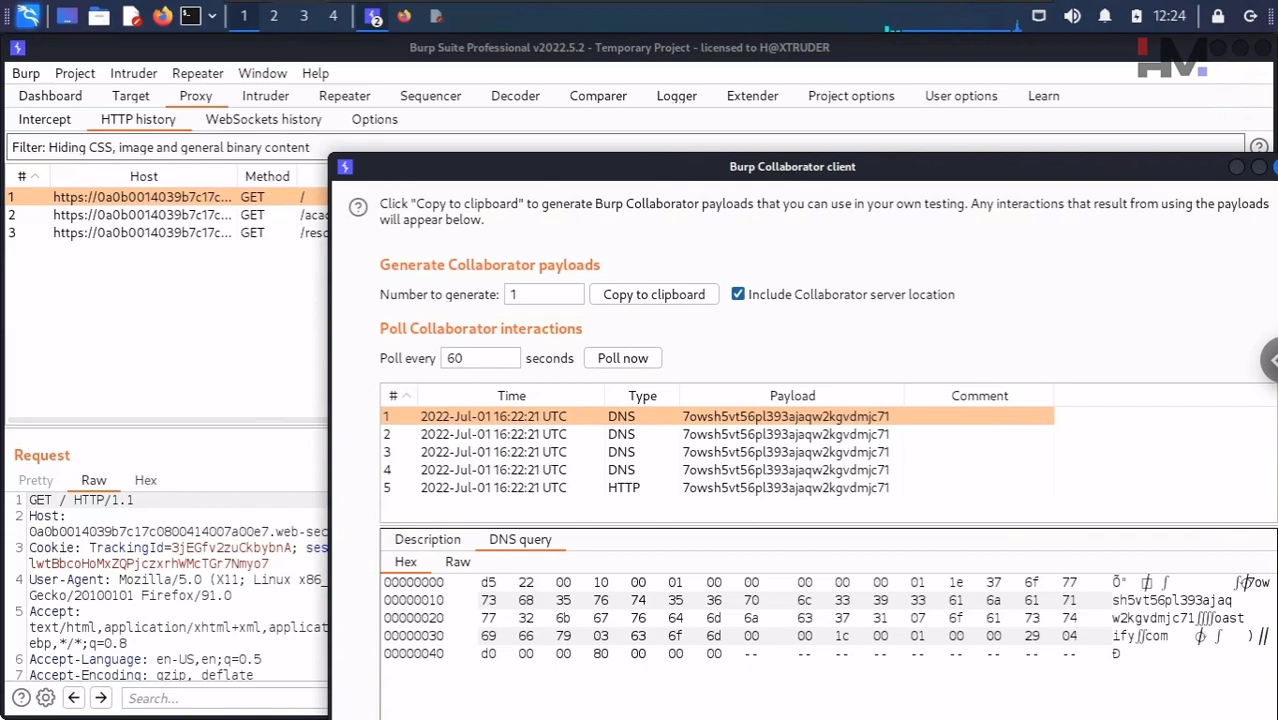 1 2 3 4 2 12:24
Burp Suite Professional v2022.5.2 - Temporary Project - licensed to H@XTRUDER
HM
Burp Project Intruder Repeater Window Help
Dashboard Target Proxy Intruder Repeater Sequencer Decoder Comparer Logger Extender Project options User options Learn
Intercept HTTP history WebSockets history Options
Filter: Hiding CSS, image and general binary content
# Host Method
1 https://0a0b0014039b7c17c... GET /
2 https://0a0b0014039b7c17c... GET /acad
3 https://0a0b0014039b7c17c... GET /reso
Request
Pretty Raw Hex
1 GET / HTTP/1.1
2 Host:
0a0b0014039b7c17c0800414007a00e7.web-sec
3 Cookie: TrackingId=3jEGfv2zuCkbybnA; ses
lwtBbcoHoMxZQPjczxrhWMcTGr7Nmyo7
4 User-Agent: Mozilla/5.0 (X11; Linux x86_
Gecko/20100101 Firefox/91.0
5 Accept:
text/html,application/xhtml+xml,applicat
ebp,*/*;q=0.8
6 Accept-Language: en-US,en;q=0.5
7 Accept-Encoding: gzip, deflate
Search...
Burp Collaborator client
Click "Copy to clipboard" to generate Burp Collaborator payloads that you can use in your own testing. Any interactions that result from using the payloads
will appear below.
Generate Collaborator payloads
Number to generate: 1 Copy to clipboard Include Collaborator server location
Poll Collaborator interactions
Poll every 60 seconds Poll now
# Time Type Payload Comment
1 2022-Jul-01 16:22:21 UTC DNS 7owsh5vt56pl393ajaqw2kgvdmjc71
2 2022-Jul-01 16:22:21 UTC DNS 7owsh5vt56pl393ajaqw2kgvdmjc71
3 2022-Jul-01 16:22:21 UTC DNS 7owsh5vt56pl393ajaqw2kgvdmjc71
4 2022-Jul-01 16:22:21 UTC DNS 7owsh5vt56pl393ajaqw2kgvdmjc71
5 2022-Jul-01 16:22:21 UTC HTTP 7owsh5vt56pl393ajaqw2kgvdmjc71
Description DNS query
Hex Raw
00000000 d5 22 00 10 00 01 00 00 00 00 00 01 1e 37 6f 77 Õ" 7ow
00000010 73 68 35 76 74 35 36 70 6c 33 39 33 61 6a 61 71 sh5vt56pl393ajaq
00000020 77 32 6b 67 76 64 6d 6a 63 37 31 07 6f 61 73 74 w2kgvdmjc71 oast
00000030 69 66 79 03 63 6f 6d 00 00 1c 00 01 00 00 29 04 ify com )
00000040 d0 00 00 80 00 00 00 -- -- -- -- -- -- -- -- -- Ð